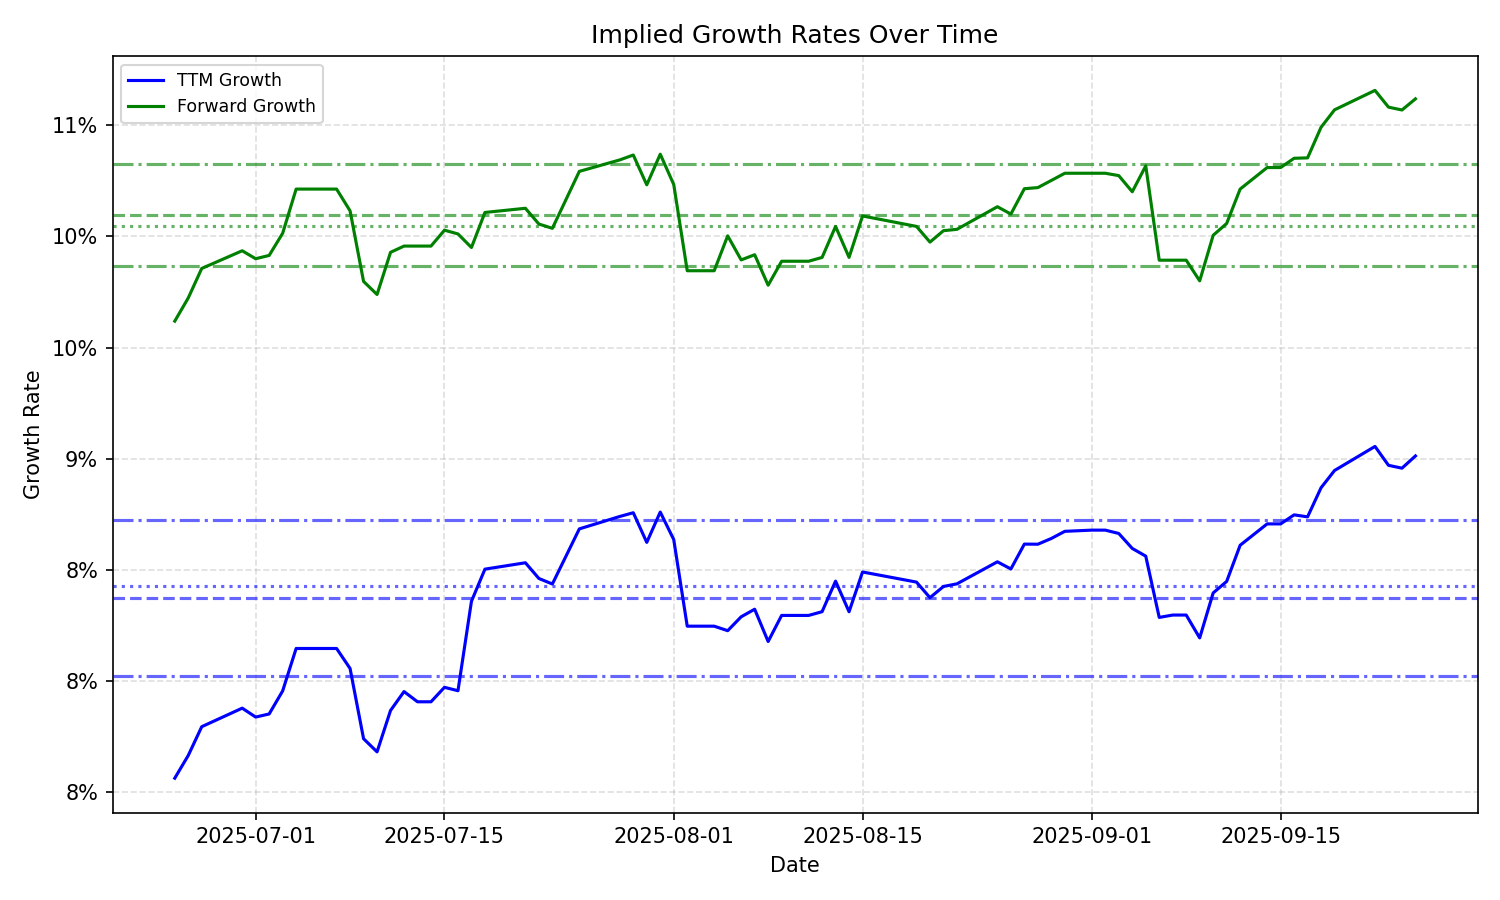 Implied Growth Rates Over Time
TTM Growth
Forward Growth
11%
10%
10%
9%
8%
8%
8%
Growth Rate
2025-07-01
2025-07-15
2025-08-01
2025-08-15
2025-09-01
2025-09-15
Date